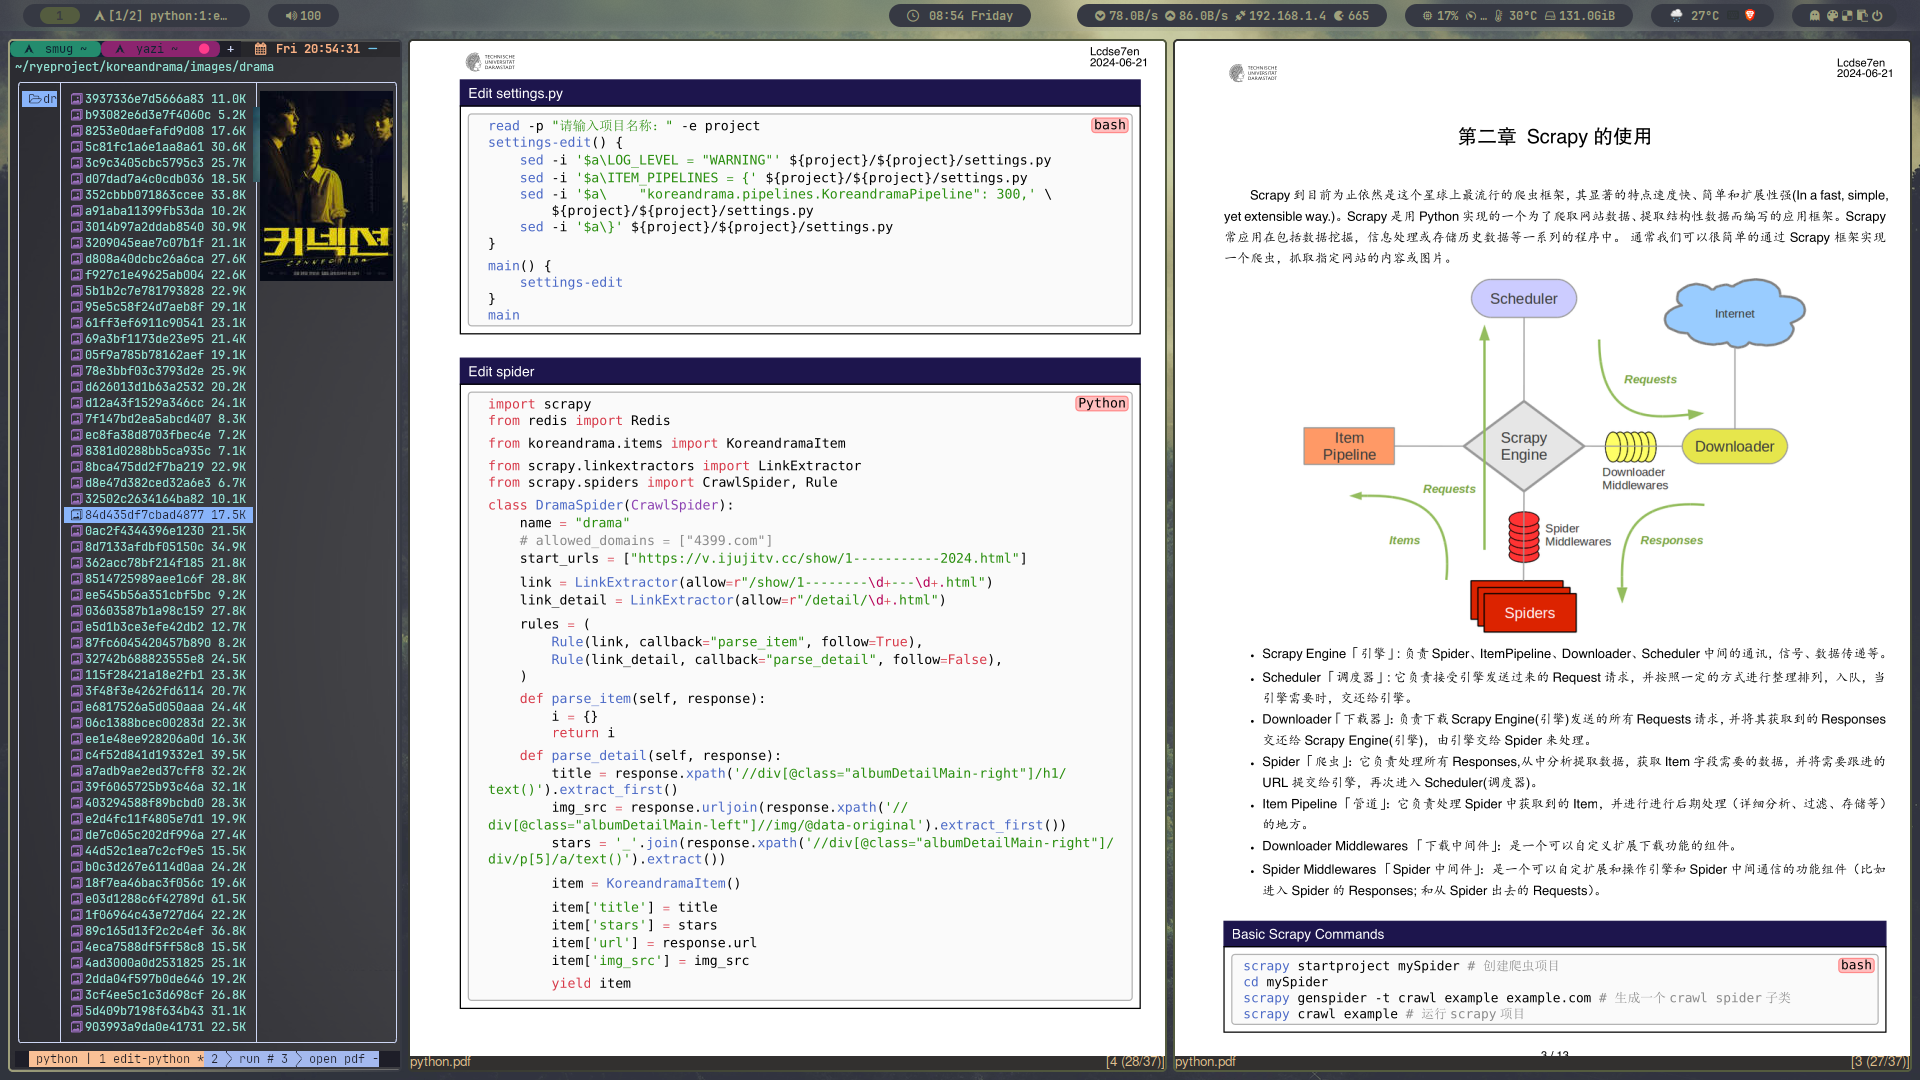 1
[1/2] python:1:e…
100
08:54 Friday
78.0B/s 86.0B/s 192.168.1.4 665
17% … 30°C 131.0GiB
27°C
smug ~ yazi ~ + Fri 20:54:31 —
~/ryeproject/koreandrama/images/drama
dr
3937336e7d5666a83 11.0K
b93082e6d3e7f4060c 5.2K
8253e0daefafd9d08 17.6K
5c81fc1a6e1aa8a61 30.6K
3c9c3405cbc5795c3 25.7K
d07dad7a4c0cdb036 18.5K
352cbbb071863ccee 33.8K
a91aba11399fb53da 10.2K
3014b97a2ddab8540 30.9K
3209045eae7c07b1f 21.1K
d808a40dcbc26a6ca 27.6K
f927c1e49625ab004 22.6K
5b1b2c7e781793828 22.9K
95e5c58f24d7aeb8f 29.1K
61ff3ef6911c90541 23.1K
69a3bf1173de23e95 21.4K
05f9a785b78162aef 19.1K
78e3bbf03c3793d2e 25.9K
d626013d1b63a2532 20.2K
d12a43f1529a346cc 24.1K
7f147bd2ea5abcd407 8.3K
ec8fa38d8703fbec4e 7.2K
8381d0288bb5ca935c 7.1K
8bca475dd2f7ba219 22.9K
d8e47d382ced32a6e3 6.7K
32502c2634164ba82 10.1K
84d435df7cbad4877 17.5K
0ac2f4344396e1230 21.5K
8d7133afdbf05150c 34.9K
362acc78bf214f185 21.8K
8514725989aee1c6f 28.8K
ee545b56a351cbf5bc 9.2K
03603587b1a98c159 27.8K
e5d1b3ce3efe42db2 12.7K
87fc6045420457b890 8.2K
32742b688823555e8 24.5K
115f28421a18e2fb1 23.3K
3f48f3e4262fd6114 20.7K
e6817526a5d050aaa 24.4K
06c1388bcec00283d 22.3K
ee1e48ee928206a0d 16.3K
c4f52d841d19332e1 39.5K
a7adb9ae2ed37cff8 32.2K
39f6065725b93c46a 32.1K
403294588f89bcbd0 28.3K
e2d4fc11f4805e7d1 19.9K
de7c065c202df996a 27.4K
44d52c1ea7c2cf9e5 15.5K
b0c3d267e6114d0aa 24.2K
18f7ea46bac3f056c 19.6K
e03d1288c6f42789d 61.5K
1f06964c43e727d64 22.2K
89c165d13f2c2c4ef 36.8K
4eca7588df5ff58c8 15.5K
4ad3000a0d2531825 25.1K
2dda04f597b0de646 19.2K
3cf4ee5c1c3d698cf 26.8K
5d409b7198f634b43 31.1K
903993a9da0e41731 22.5K
커넥션
CONNECTION
python | 1 edit-python * 2 run # 3 open pdf -
TECHNISCHE
UNIVERSITÄT
DARMSTADT
Lcdse7en
2024-06-21
Edit settings.py
bash
read -p "请输入项目名称: " -e project
settings-edit() {
sed -i '$a\LOG_LEVEL = "WARNING"' ${project}/${project}/settings.py
sed -i '$a\ITEM_PIPELINES = {' ${project}/${project}/settings.py
sed -i '$a\    "koreandrama.pipelines.KoreandramaPipeline": 300,' \
${project}/${project}/settings.py
sed -i '$a\}' ${project}/${project}/settings.py
}
main() {
settings-edit
}
main
Edit spider
Python
import scrapy
from redis import Redis
from koreandrama.items import KoreandramaItem
from scrapy.linkextractors import LinkExtractor
from scrapy.spiders import CrawlSpider, Rule
class DramaSpider(CrawlSpider):
name = "drama"
# allowed_domains = ["4399.com"]
start_urls = ["https://v.ijujitv.cc/show/1-----------2024.html"]
link = LinkExtractor(allow=r"/show/1--------\d+---\d+.html")
link_detail = LinkExtractor(allow=r"/detail/\d+.html")
rules = (
Rule(link, callback="parse_item", follow=True),
Rule(link_detail, callback="parse_detail", follow=False),
)
def parse_item(self, response):
i = {}
return i
def parse_detail(self, response):
title = response.xpath('//div[@class="albumDetailMain-right"]/h1/
text()').extract_first()
img_src = response.urljoin(response.xpath('//
div[@class="albumDetailMain-left"]//img/@data-original').extract_first())
stars = '_'.join(response.xpath('//div[@class="albumDetailMain-right"]/
div/p[5]/a/text()').extract())
item = KoreandramaItem()
item['title'] = title
item['stars'] = stars
item['url'] = response.url
item['img_src'] = img_src
yield item
python.pdf [4 (28/37)]
TECHNISCHE
UNIVERSITÄT
DARMSTADT
Lcdse7en
2024-06-21
第二章 Scrapy 的使用
Scrapy 到目前为止依然是这个星球上最流行的爬虫框架，其显著的特点速度快、简单和扩展性强(In a fast, simple,
yet extensible way.)。Scrapy 是用 Python 实现的一个为了爬取网站数据、提取结构性数据而编写的应用框架。Scrapy
常应用在包括数据挖掘，信息处理或存储历史数据等一系列的程序中。 通常我们可以很简单的通过 Scrapy 框架实现
一个爬虫，抓取指定网站的内容或图片。
Scheduler
Internet
Requests
Item
Pipeline
Scrapy
Engine
Downloader
Downloader
Middlewares
Requests
Spider
Middlewares
Items
Responses
Spiders
• Scrapy Engine「引擎」: 负责 Spider、ItemPipeline、Downloader、Scheduler 中间的通讯，信号、数据传递等。
• Scheduler「调度器」: 它负责接受引擎发送过来的 Request 请求，并按照一定的方式进行整理排列，入队，当
引擎需要时，交还给引擎。
• Downloader「下载器」: 负责下载 Scrapy Engine(引擎)发送的所有 Requests 请求，并将其获取到的 Responses
交还给 Scrapy Engine(引擎)，由引擎交给 Spider 来处理。
• Spider「爬虫」: 它负责处理所有 Responses,从中分析提取数据，获取 Item 字段需要的数据，并将需要跟进的
URL 提交给引擎，再次进入 Scheduler(调度器)。
• Item Pipeline「管道」: 它负责处理 Spider 中获取到的 Item，并进行进行后期处理（详细分析、过滤、存储等）
的地方。
• Downloader Middlewares「下载中间件」: 是一个可以自定义扩展下载功能的组件。
• Spider Middlewares「Spider 中间件」: 是一个可以自定扩展和操作引擎和 Spider 中间通信的功能组件（比如
进入 Spider 的 Responses; 和从 Spider 出去的 Requests）。
Basic Scrapy Commands
bash
scrapy startproject mySpider # 创建爬虫项目
cd mySpider
scrapy genspider -t crawl example example.com # 生成一个 crawl spider 子类
scrapy crawl example # 运行 scrapy 项目
3 / 13
python.pdf [3 (27/37)]